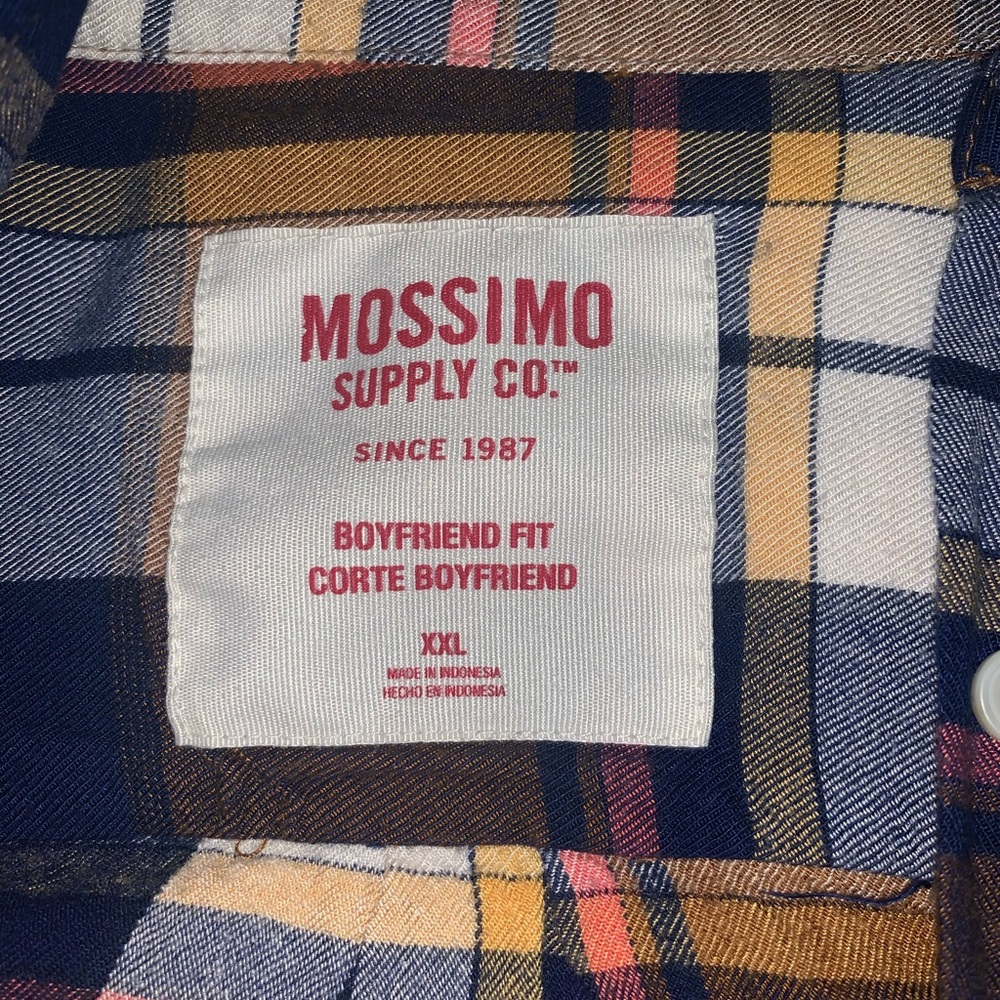 MOSSIMO
SUPPLY CO.™
SINCE 1987
BOYFRIEND FIT
CORTE BOYFRIEND
XXL
MADE IN INDONESIA
HECHO EN INDONESIA